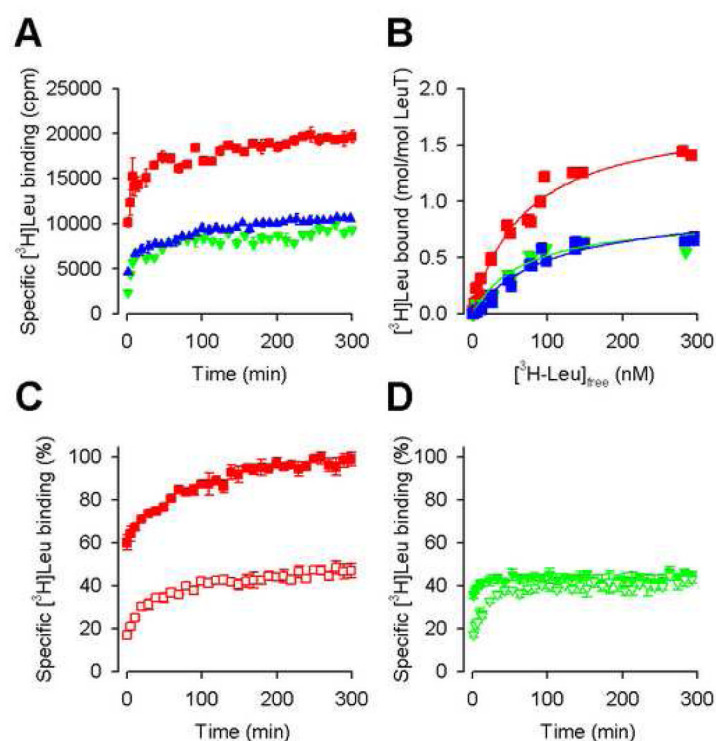 A
Specific [³H]Leu binding (cpm)
25000
20000
15000
10000
5000
0
0 100 200 300
Time (min)
B
[³H]Leu bound (mol/mol LeuT)
2.0
1.5
1.0
0.5
0.0
0 100 200 300
[³H-Leu]free (nM)
C
Specific [³H]Leu binding (%)
100
80
60
40
20
0
0 100 200 300
Time (min)
D
Specific [³H]Leu binding (%)
100
80
60
40
20
0
0 100 200 300
Time (min)